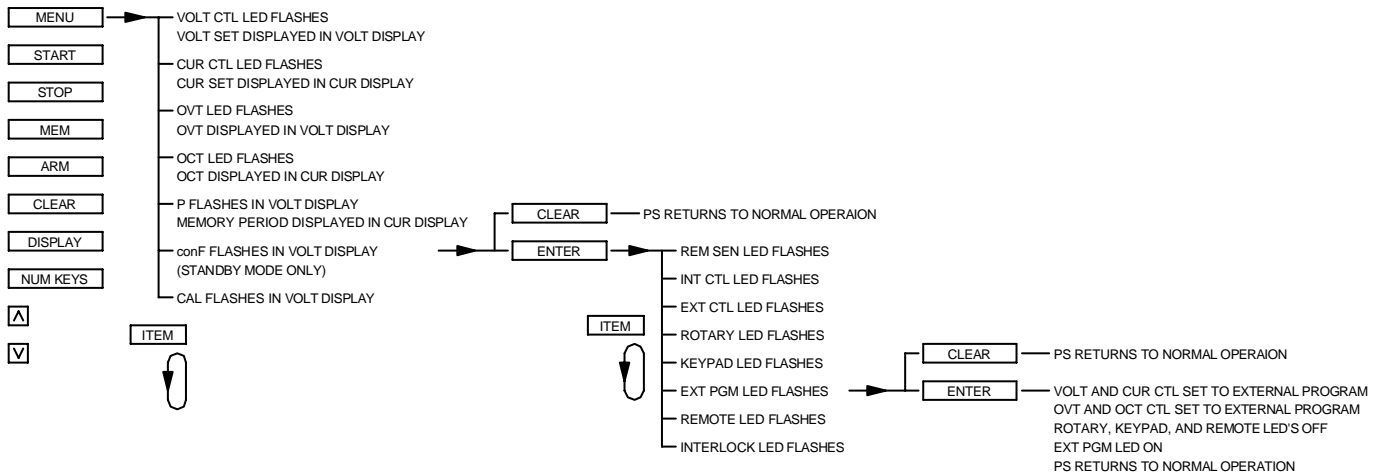 MENU
START
STOP
MEM
ARM
CLEAR
DISPLAY
NUM KEYS
VOLT CTL LED FLASHES
VOLT SET DISPLAYED IN VOLT DISPLAY
CUR CTL LED FLASHES
CUR SET DISPLAYED IN CUR DISPLAY
OVT LED FLASHES
OVT DISPLAYED IN VOLT DISPLAY
OCT LED FLASHES
OCT DISPLAYED IN CUR DISPLAY
P FLASHES IN VOLT DISPLAY
MEMORY PERIOD DISPLAYED IN CUR DISPLAY
conF FLASHES IN VOLT DISPLAY
(STANDBY MODE ONLY)
CAL FLASHES IN VOLT DISPLAY
ITEM
CLEAR
PS RETURNS TO NORMAL OPERAION
ENTER
REM SEN LED FLASHES
INT CTL LED FLASHES
EXT CTL LED FLASHES
ROTARY LED FLASHES
KEYPAD LED FLASHES
EXT PGM LED FLASHES
REMOTE LED FLASHES
INTERLOCK LED FLASHES
ITEM
CLEAR
PS RETURNS TO NORMAL OPERAION
ENTER
VOLT AND CUR CTL SET TO EXTERNAL PROGRAM
OVT AND OCT CTL SET TO EXTERNAL PROGRAM
ROTARY, KEYPAD, AND REMOTE LED'S OFF
EXT PGM LED ON
PS RETURNS TO NORMAL OPERATION